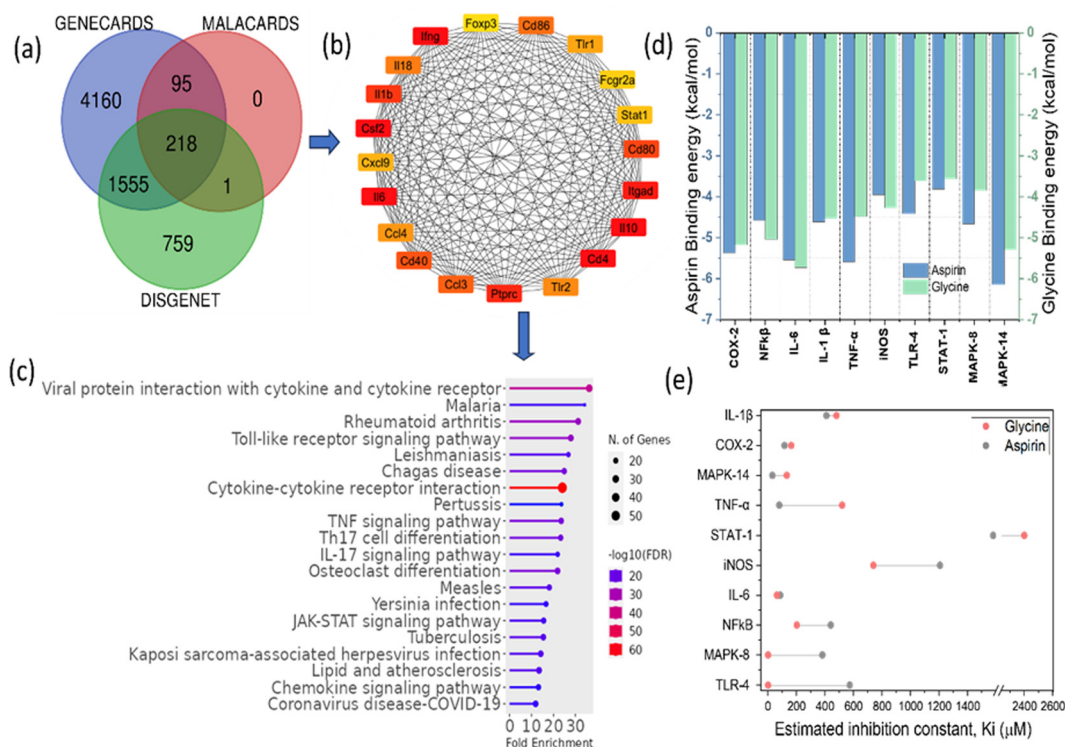 (a)
GENECARDS
MALACARDS
4160
95
0
218
1555
1
759
DISGENET
(b)
Foxp3
Cd86
Tlr1
Fcgr2a
Stat1
Cd80
Itgad
Il10
Cd4
Tlr2
Ptprc
Ccl3
Cd40
Ccl4
Il6
Cxcl9
Csf2
Il1b
Il18
Ifng
(c)
Viral protein interaction with cytokine and cytokine receptor
Malaria
Rheumatoid arthritis
Toll-like receptor signaling pathway
Leishmaniasis
Chagas disease
Cytokine-cytokine receptor interaction
Pertussis
TNF signaling pathway
Th17 cell differentiation
IL-17 signaling pathway
Osteoclast differentiation
Measles
Yersinia infection
JAK-STAT signaling pathway
Tuberculosis
Kaposi sarcoma-associated herpesvirus infection
Lipid and atherosclerosis
Chemokine signaling pathway
Coronavirus disease-COVID-19
0 10 20 30
Fold Enrichment
N. of Genes
20
30
40
50
-log10(FDR)
20
30
40
50
60
(d)
Aspirin Binding energy (kcal/mol)
0
-1
-2
-3
-4
-5
-6
-7
Aspirin
Glycine
0
-1
-2
-3
-4
-5
-6
-7
Glycine Binding energy (kcal/mol)
COX-2
NFkβ
IL-6
IL-1 β
TNF-α
iNOS
TLR-4
STAT-1
MAPK-8
MAPK-14
(e)
Glycine
Aspirin
IL-1β
COX-2
MAPK-14
TNF-α
STAT-1
iNOS
IL-6
NFkB
MAPK-8
TLR-4
0 200 400 600 800 1000 1400 1800 2400 2600
Estimated inhibition constant, Ki (μM)